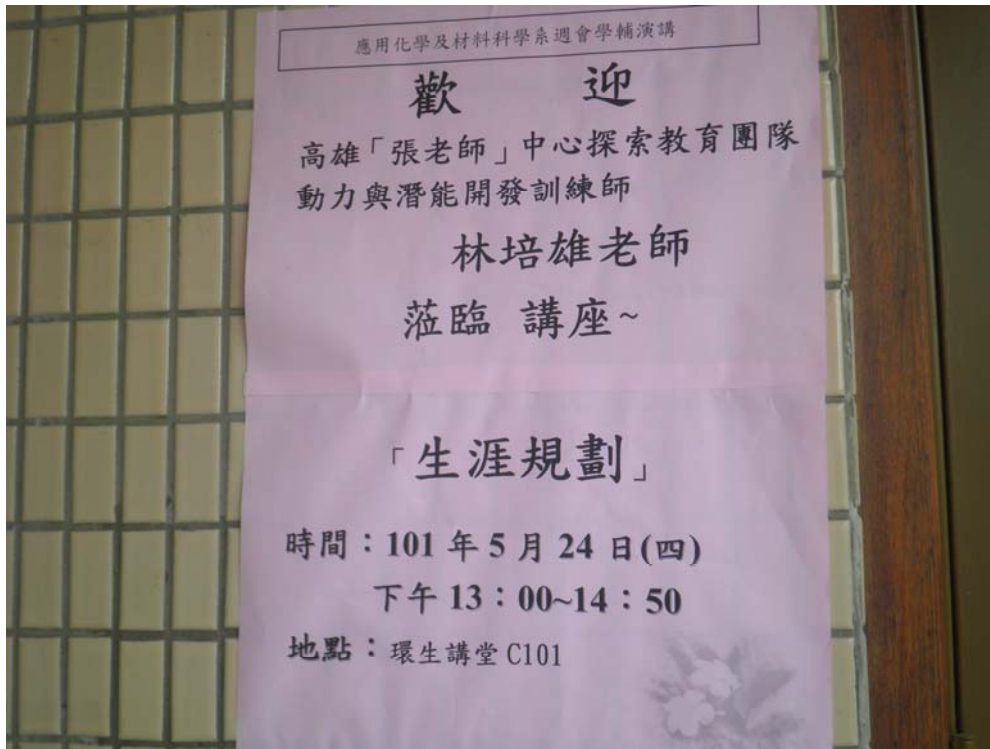 應用化學及材料科學系週會學輔演講
歡 迎
高雄「張老師」中心探索教育團隊
動力與潛能開發訓練師
林培雄老師
蒞臨 講座~
「生涯規劃」
時間：101 年 5 月 24 日(四)
下午 13：00~14：50
地點：環生講堂 C101